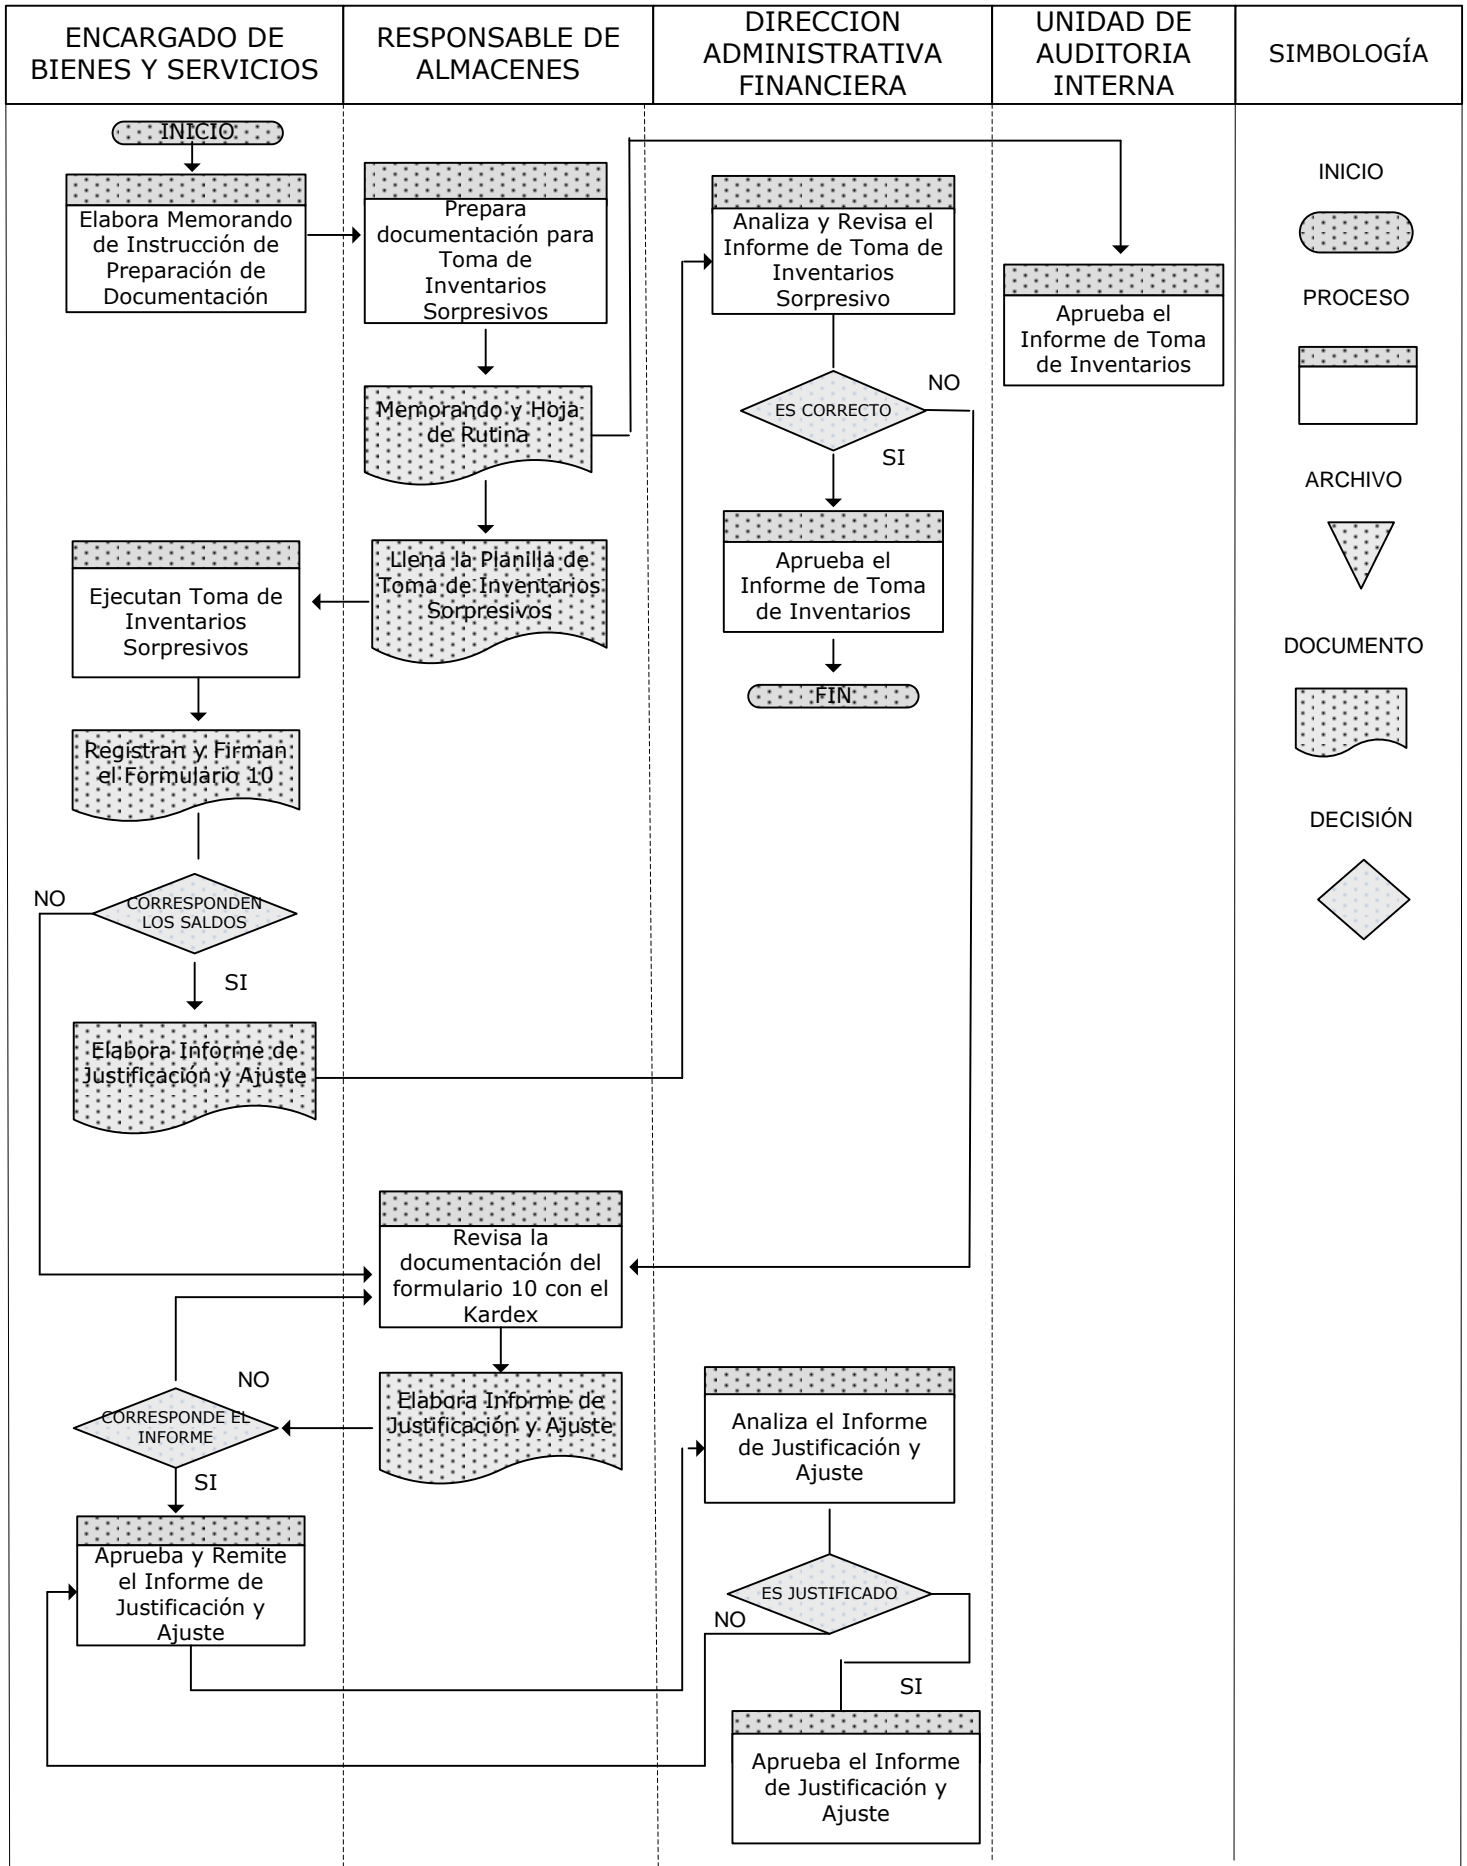 ENCARGADO DE
BIENES Y SERVICIOS
RESPONSABLE DE
ALMACENES
DIRECCION
ADMINISTRATIVA
FINANCIERA
UNIDAD DE
AUDITORIA
INTERNA
SIMBOLOGÍA
INICIO
Elabora Memorando
de Instrucción de
Preparación de
Documentación
Prepara
documentación para
Toma de
Inventarios
Sorpresivos
Memorando y Hoja
de Rutina
Llena la Planilla de
Toma de Inventarios
Sorpresivos
Ejecutan Toma de
Inventarios
Sorpresivos
Registran y Firman
el Formulario 10
NO
CORRESPONDEN
LOS SALDOS
SI
Elabora Informe de
Justificación y Ajuste
Analiza y Revisa el
Informe de Toma de
Inventarios
Sorpresivo
NO
ES CORRECTO
SI
Aprueba el
Informe de Toma
de Inventarios
FIN
Aprueba el
Informe de Toma
de Inventarios
Revisa la
documentación del
formulario 10 con el
Kardex
Elabora Informe de
Justificación y Ajuste
NO
CORRESPONDE EL
INFORME
SI
Aprueba y Remite
el Informe de
Justificación y
Ajuste
Analiza el Informe
de Justificación y
Ajuste
ES JUSTIFICADO
NO
SI
Aprueba el Informe
de Justificación y
Ajuste
INICIO
PROCESO
ARCHIVO
DOCUMENTO
DECISIÓN